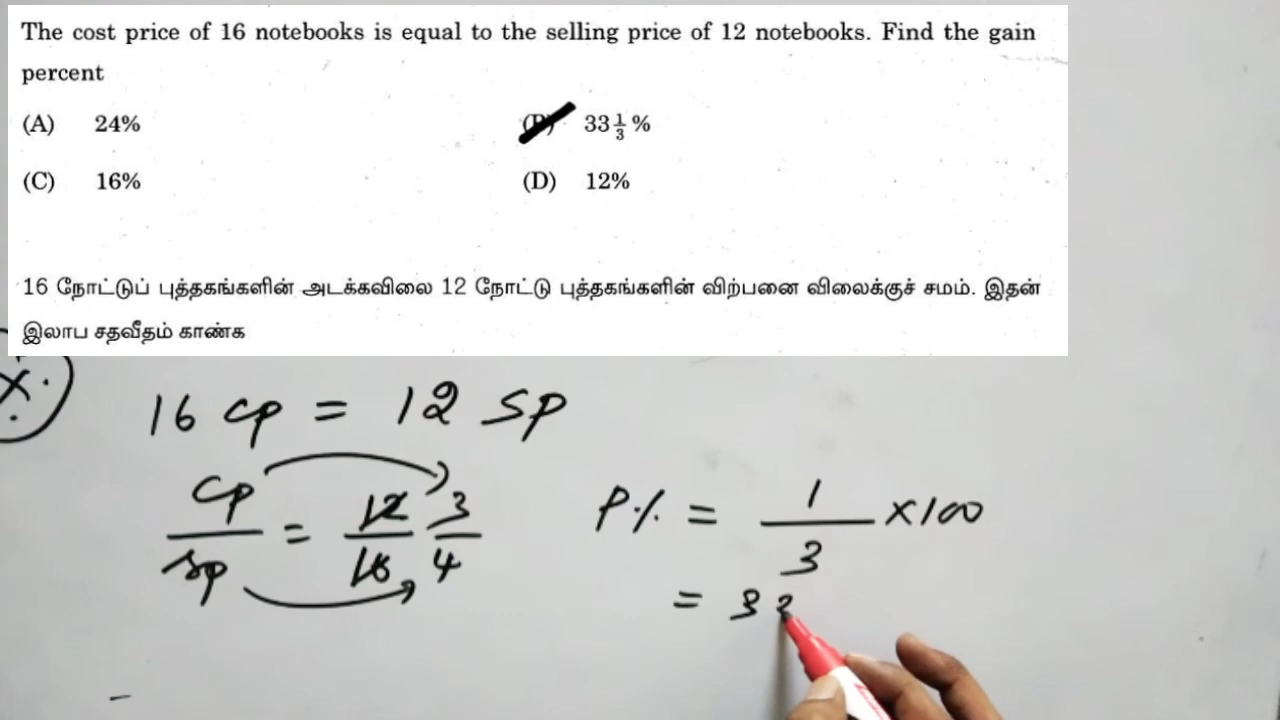 The cost price of 16 notebooks is equal to the selling price of 12 notebooks. Find the gain
percent
(A) 24%
(B) 33 1/3 %
(C) 16%
(D) 12%
16 நோட்டுப் புத்தகங்களின் அடக்கவிலை 12 நோட்டு புத்தகங்களின் விற்பனை விலைக்குச் சமம். இதன்
இலாப சதவீதம் காண்க
16 CP = 12 SP
CP/SP = 12/16 3/4
P% = 1/3 ×100
= 33